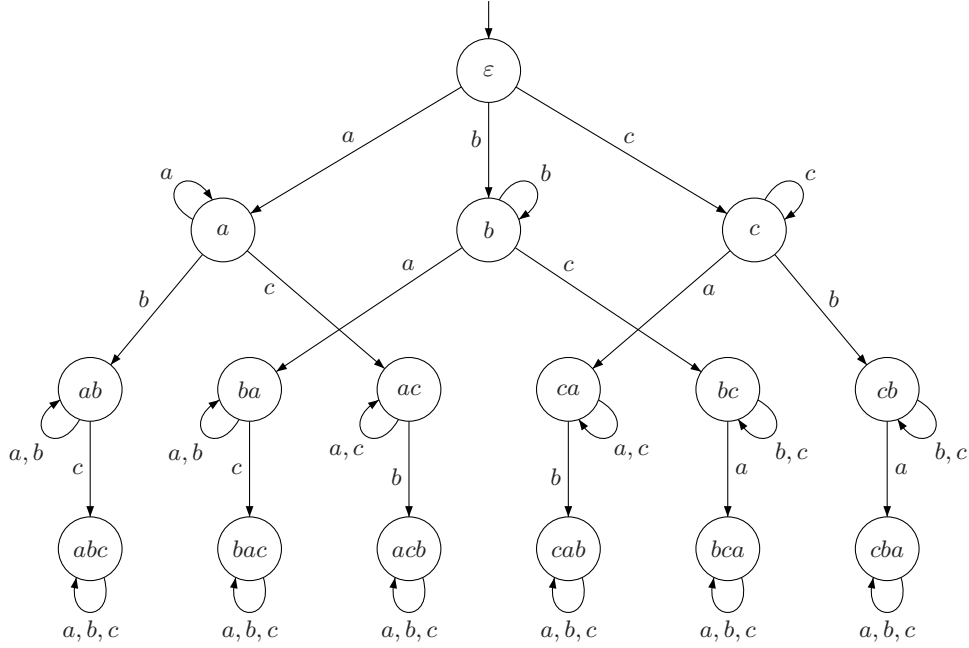 ε
a b c
a b c
a b c
a c a c
b a b
ab ba ac ca bc cb
a, b a, b a, c a, c b, c b, c
c c b b a a
abc bac acb cab bca cba
a, b, c a, b, c a, b, c a, b, c a, b, c a, b, c